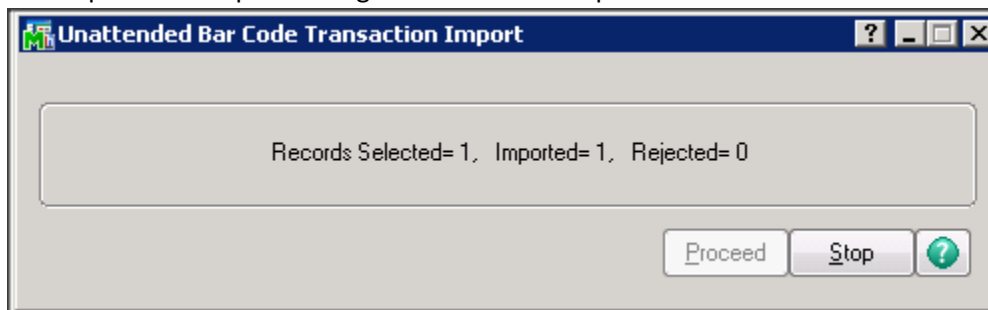 Unattended Bar Code Transaction Import
Records Selected= 1, Imported= 1, Rejected= 0
Proceed Stop